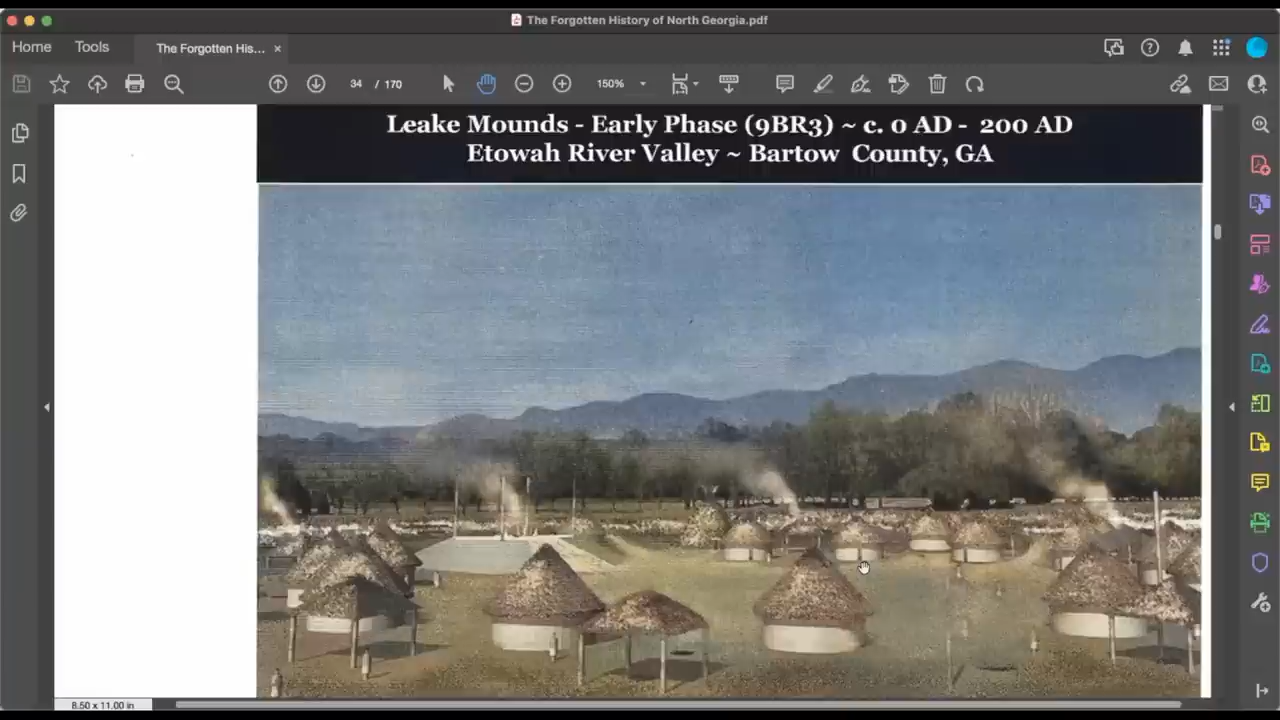 The Forgotten History of North Georgia.pdf
Home Tools The Forgotten His... ×
34 / 170 150%
Leake Mounds - Early Phase (9BR3) ~ c. 0 AD - 200 AD
Etowah River Valley ~ Bartow County, GA
8.50 x 11.00 in